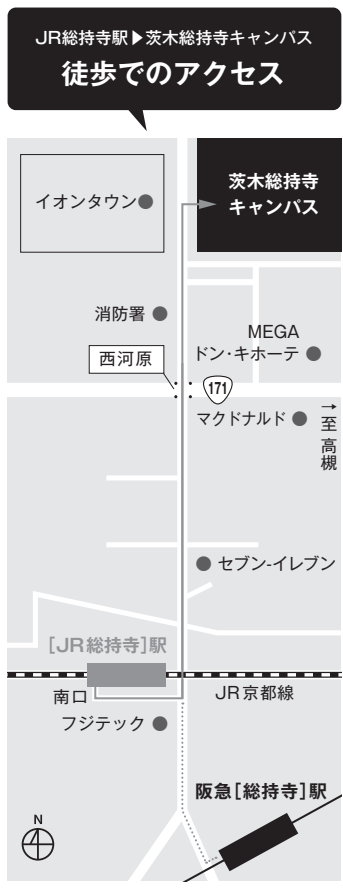 JR総持寺駅▶茨木総持寺キャンパス
徒歩でのアクセス
イオンタウン
茨木総持寺
キャンパス
消防署
MEGA
ドン・キホーテ
西河原
171
マクドナルド
→至 高槻
セブン-イレブン
[JR総持寺]駅
南口
JR京都線
フジテック
阪急[総持寺]駅
N